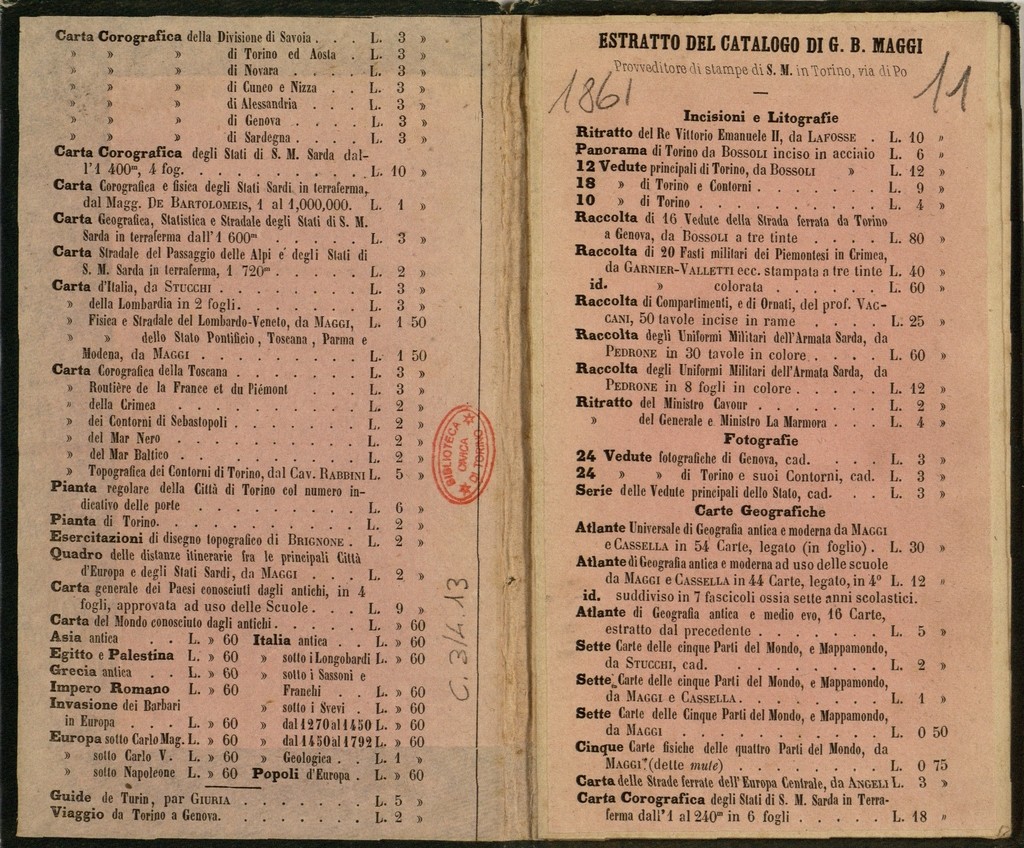 Carta Corografica della Divisione di Savoia . . . L. 3 »
» » » di Torino ed Aosta . L. 3 »
» » » di Novara . . . . L. 3 »
» » » di Cuneo e Nizza . . L. 3 »
» » » di Alessandria . . . L. 3 »
» » » di Genova . . . . L. 3 »
» » » di Sardegna . . . L. 3 »
Carta Corografica degli Stati di S. M. Sarda dal-
l'1 400m, 4 fog. . . . . . . . . . . L. 10 »
Carta Corografica e fisica degli Stati Sardi in terraferma,
dal Magg. DE BARTOLOMEIS, 1 al 1,000,000. L. 1 »
Carta Geografica, Statistica e Stradale degli Stati di S. M.
Sarda in terraferma dall'1 600m . . . . . L. 3 »
Carta Stradale del Passaggio delle Alpi e degli Stati di
S. M. Sarda in terraferma, 1 720m . . . . . L. 2 »
Carta d'Italia, da STUCCHI . . . . . . . . L. 3 »
» della Lombardia in 2 fogli. . . . . . . L. 3 »
» Fisica e Stradale del Lombardo-Veneto, da MAGGI, L. 1 50
» » dello Stato Pontificio, Toscana, Parma e
Modena, da MAGGI . . . . . . . . . L. 1 50
Carta Corografica della Toscana . . . . . . . L. 3 »
» Routière de la France et du Piémont . . . . L. 3 »
» della Crimea . . . . . . . . . . L. 2 »
» dei Contorni di Sebastopoli . . . . . . . L. 2 »
» del Mar Nero . . . . . . . . . . L. 2 »
» del Mar Baltico . . . . . . . . . . L. 2 »
» Topografica dei Contorni di Torino, dal Cav. RABBINI L. 5 »
Pianta regolare della Città di Torino col numero in-
dicativo delle porte . . . . . . . . . L. 6 »
Pianta di Torino. . . . . . . . . . . L. 2 »
Esercitazioni di disegno topografico di BRIGNONE . L. 2 »
Quadro delle distanze itinerarie fra le principali Città
d'Europa e degli Stati Sardi, da MAGGI . . . L. 2 »
Carta generale dei Paesi conosciuti dagli antichi, in 4
fogli, approvata ad uso delle Scuole . . . . L. 9 »
Carta del Mondo conosciuto dagli antichi. . . . . L. » 60
Asia antica . . L. » 60 Italia antica . . . . L. » 60
Egitto e Palestina L. » 60 » sotto i Longobardi L. » 60
Grecia antica . . L. » 60 » sotto i Sassoni e
Impero Romano L. » 60 Franchi . . . L. » 60
Invasione dei Barbari » sotto i Svevi . . L. » 60
in Europa . . . L. » 60 » dal 1270 al 1450 L. » 60
Europa sotto Carlo Mag. L. » 60 » dal 1450 al 1792 L. » 60
» sotto Carlo V. . L. » 60 » Geologica . . . L. 1 »
» sotto Napoleone . L. » 60 Popoli d'Europa . . L. » 60
Guide de Turin, par GIURIA . . . . . . . . L. 5 »
Viaggio da Torino a Genova. . . . . . . . L. 2 »
BIBLIOTECA
CIVICA
DI TORINO
C. 3/4. 13
ESTRATTO DEL CATALOGO DI G. B. MAGGI
Provveditore di stampe di S. M. in Torino, via di Po
1861
11
Incisioni e Litografie
Ritratto del Re Vittorio Emanuele II, da LAFOSSE . L. 10 »
Panorama di Torino da BOSSOLI inciso in acciaio L. 6 »
12 Vedute principali di Torino, da BOSSOLI » L. 12 »
18 » di Torino e Contorni . . . . . . L. 9 »
10 » di Torino . . . . . . . . . . L. 4 »
Raccolta di 16 Vedute della Strada ferrata da Torino
a Genova, da BOSSOLI a tre tinte . . . . L. 80 »
Raccolta di 20 Fasti militari dei Piemontesi in Crimea,
da GARNIER-VALLETTI ecc. stampata a tre tinte L. 40 »
id. » colorata . . . . . . L. 60 »
Raccolta di Compartimenti, e di Ornati, del prof. VAC-
CANI, 50 tavole incise in rame . . . . L. 25 »
Raccolta degli Uniformi Militari dell'Armata Sarda, da
PEDRONE in 30 tavole in colore . . . . . L. 60 »
Raccolta degli Uniformi Militari dell'Armata Sarda, da
PEDRONE in 8 fogli in colore . . . . . . L. 12 »
Ritratto del Ministro Cavour . . . . . . . . L. 2 »
» del Generale e Ministro La Marmora . . . L. 4 »
Fotografie
24 Vedute fotografiche di Genova, cad. . . . . L. 3 »
24 » » di Torino e suoi Contorni, cad. L. 3 »
Serie delle Vedute principali dello Stato, cad. . . . L. 3 »
Carte Geografiche
Atlante Universale di Geografia antica e moderna da MAGGI
e CASSELLA in 54 Carte, legato (in foglio) . L. 30 »
Atlante di Geografia antica e moderna ad uso delle scuole
da MAGGI e CASSELLA in 44 Carte, legato, in 4° L. 12 »
id. suddiviso in 7 fascicoli ossia sette anni scolastici.
Atlante di Geografia antica e medio evo, 16 Carte,
estratto dal precedente . . . . . . . L. 5 »
Sette Carte delle cinque Parti del Mondo, e Mappamondo,
da STUCCHI, cad. . . . . . . . . . L. 2 »
Sette Carte delle cinque Parti del Mondo, e Mappamondo,
da MAGGI e CASSELLA . . . . . . . . L. 1 »
Sette Carte delle Cinque Parti del Mondo, e Mappamondo,
da MAGGI . . . . . . . . . . . L. 0 50
Cinque Carte fisiche delle quattro Parti del Mondo, da
MAGGI (dette mute) . . . . . . . . L. 0 75
Carta delle Strade ferrate dell'Europa Centrale, da ANGELI L. 3 »
Carta Corografica degli Stati di S. M. Sarda in Terra-
ferma dall'1 al 240m in 6 fogli . . . . . L. 18 »